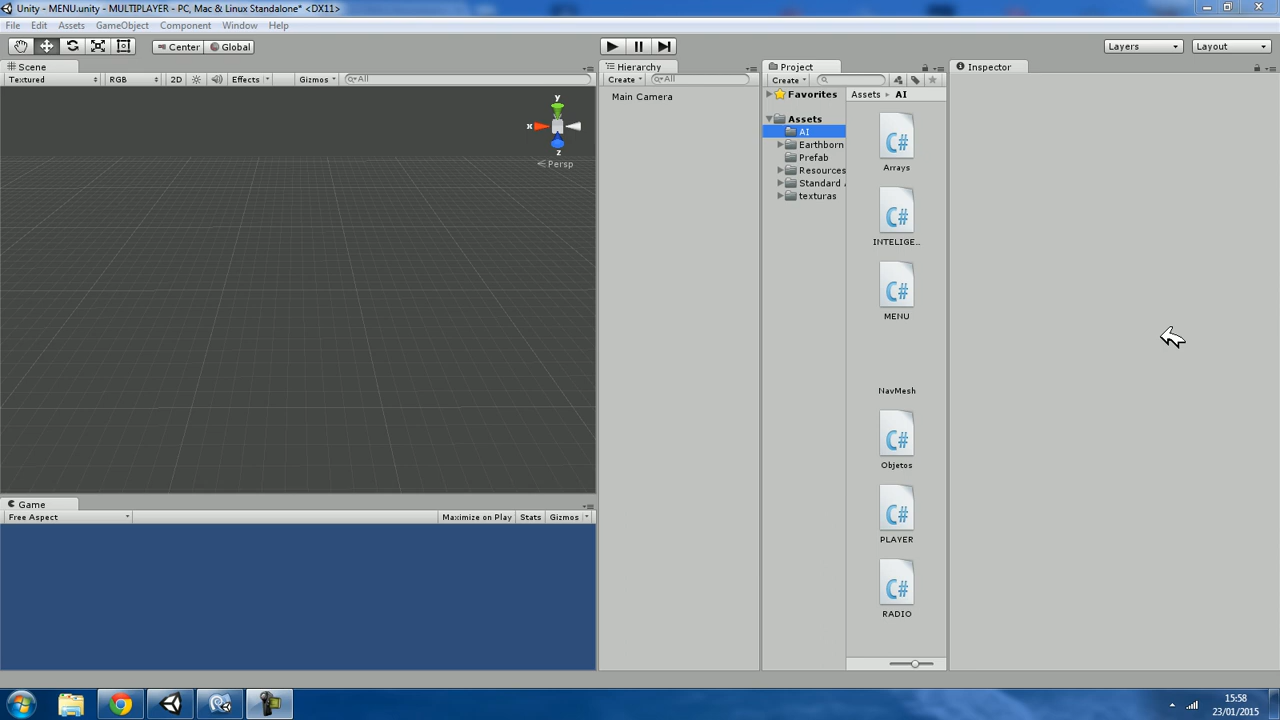 Unity - MENU.unity - MULTIPLAYER - PC, Mac & Linux Standalone* <DX11>
File Edit Assets GameObject Component Window Help
Center Global Layers Layout
Scene
Textured RGB 2D Effects Gizmos All
y
x
z
Persp
Game
Free Aspect Maximize on Play Stats Gizmos
Hierarchy
Create All
Main Camera
Project
Create
Favorites
Assets
AI
Earthborn
Prefab
Resources
Standard
texturas
Assets AI
C#
Arrays
C#
INTELIGE...
C#
MENU
NavMesh
C#
Objetos
C#
PLAYER
C#
RADIO
Inspector
15:58
23/01/2015